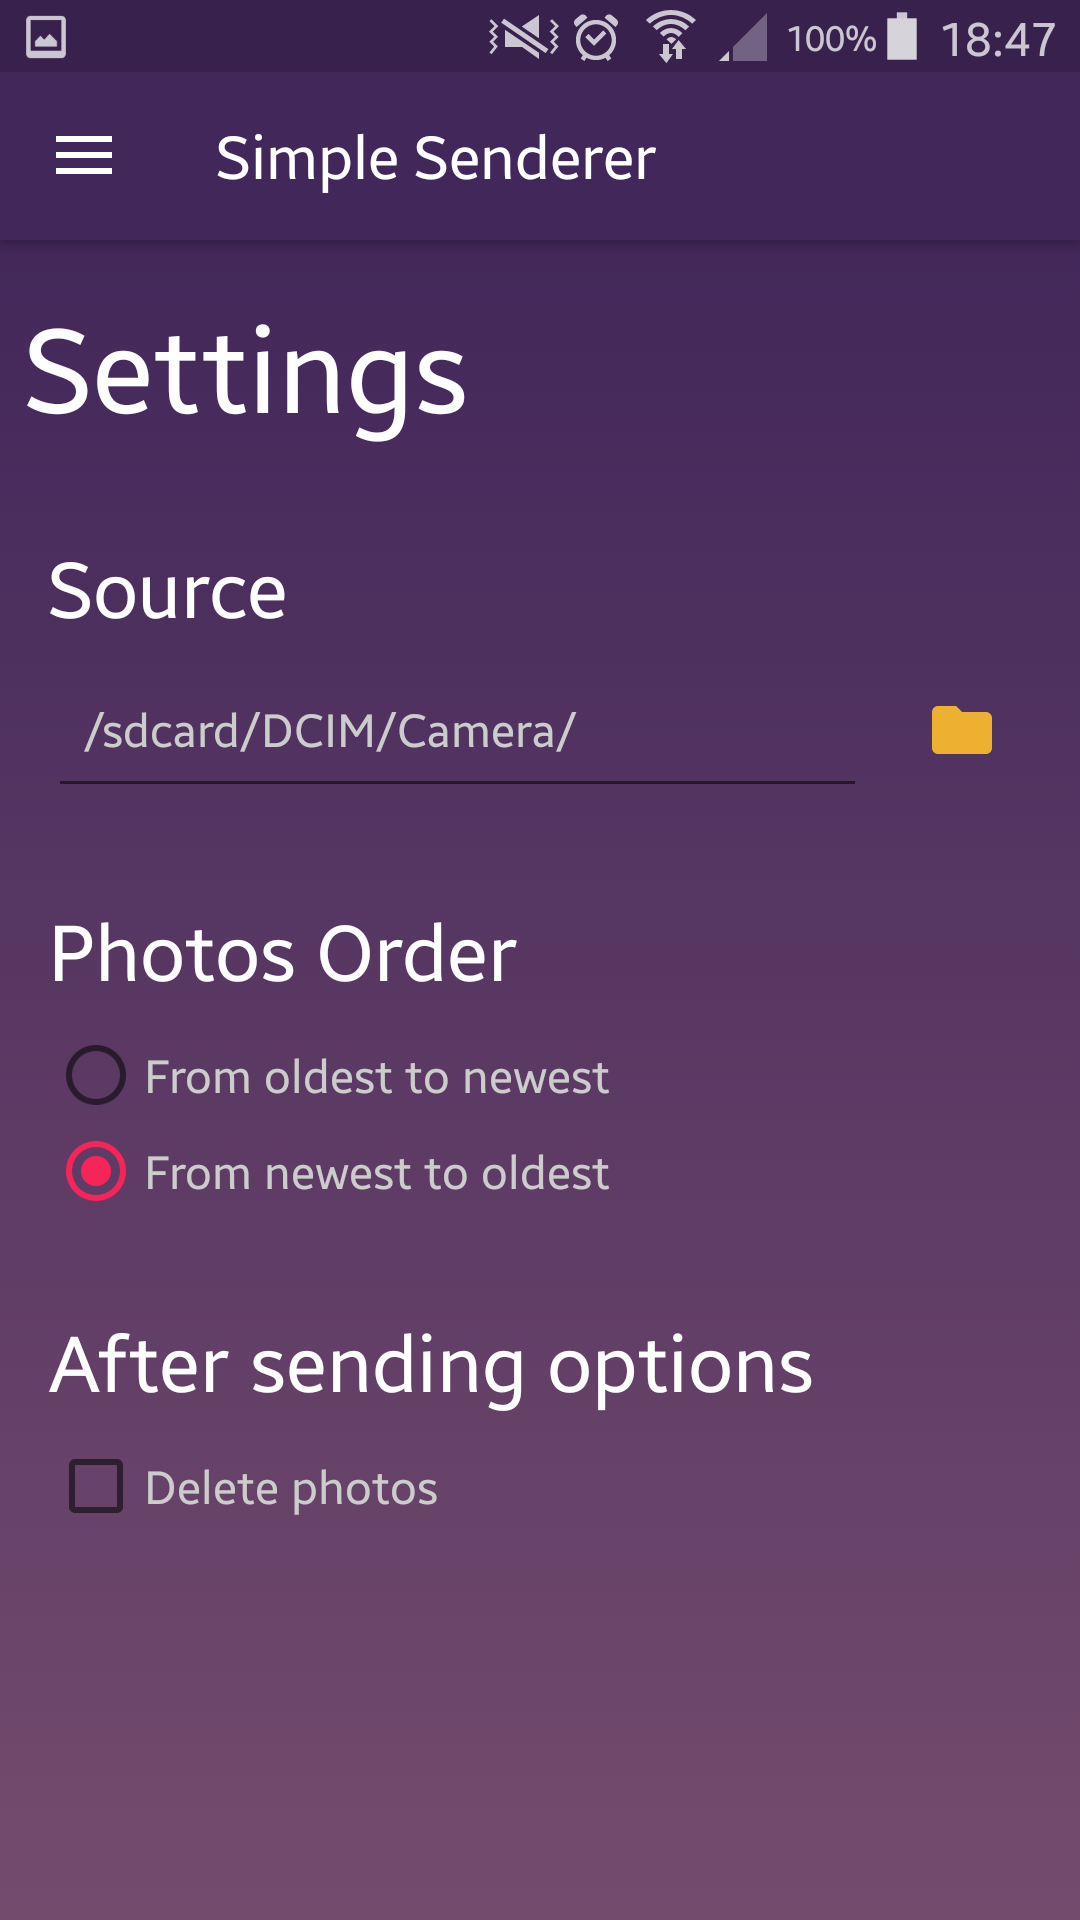 100% 18:47
Simple Senderer
Settings
Source
/sdcard/DCIM/Camera/
Photos Order
From oldest to newest
From newest to oldest
After sending options
Delete photos